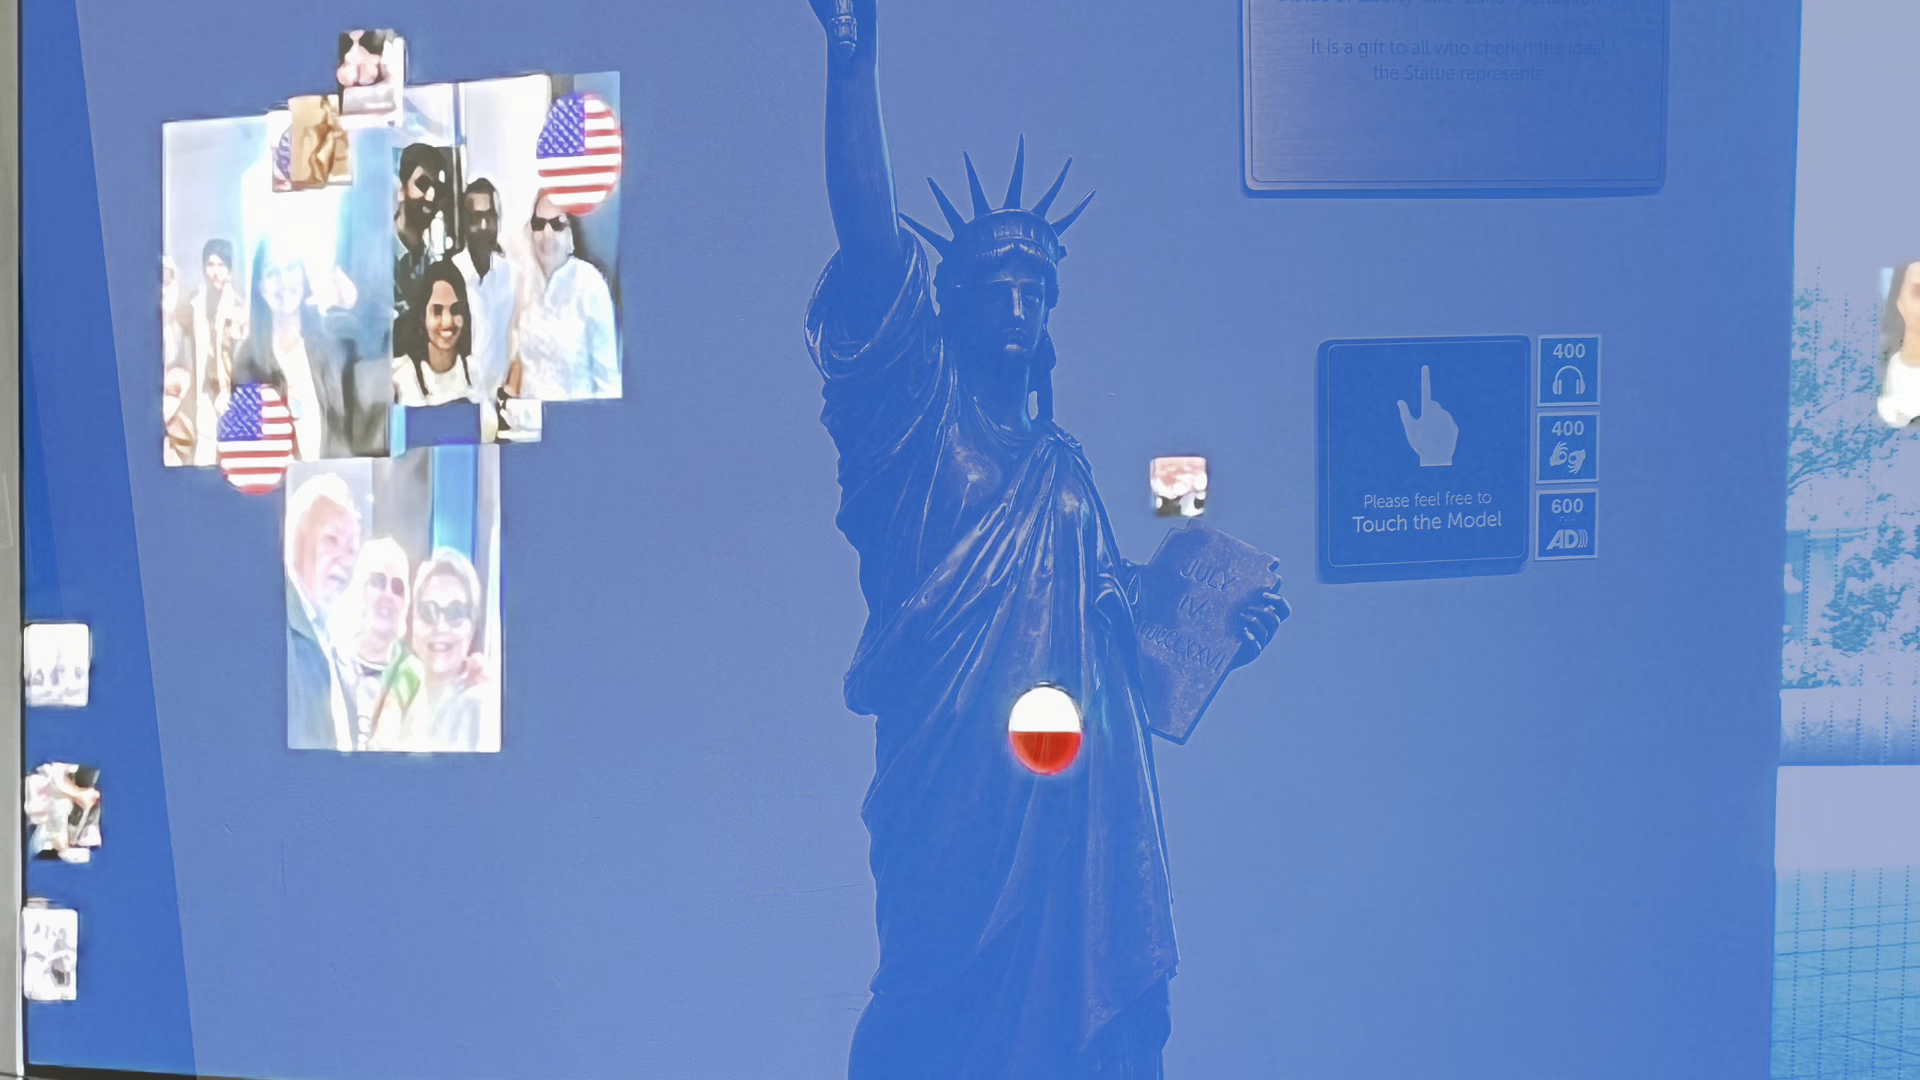 It is a gift to all who cherish the ideal
the Statue represents
400
400
Please feel free to
Touch the Model
600
AD
JULY
IV
MDCCLXXVI